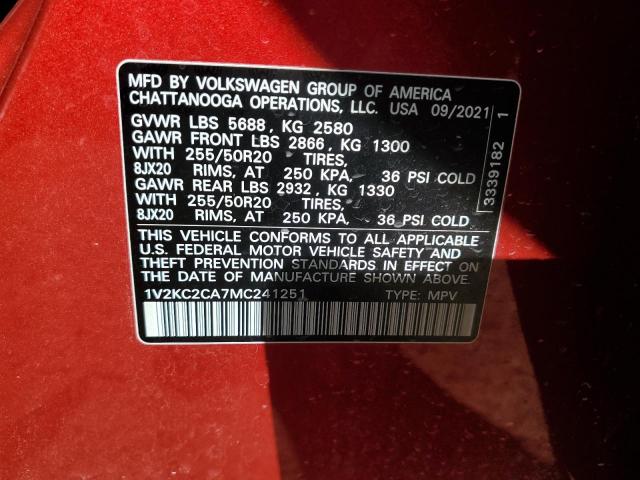 MFD BY VOLKSWAGEN GROUP OF AMERICA
CHATTANOOGA OPERATIONS, LLC. USA 09/2021
GVWR LBS 5688, KG 2580
GAWR FRONT LBS 2866, KG 1300
WITH 255/50R20 TIRES,
8JX20 RIMS, AT 250 KPA, 36 PSI COLD
GAWR REAR LBS 2932, KG 1330
WITH 255/50R20 TIRES,
8JX20 RIMS, AT 250 KPA, 36 PSI COLD
THIS VEHICLE CONFORMS TO ALL APPLICABLE
U.S. FEDERAL MOTOR VEHICLE SAFETY AND
THEFT PREVENTION STANDARDS IN EFFECT ON
THE DATE OF MANUFACTURE SHOWN ABOVE.
1V2KC2CA7MC241251 TYPE: MPV
3339182 1